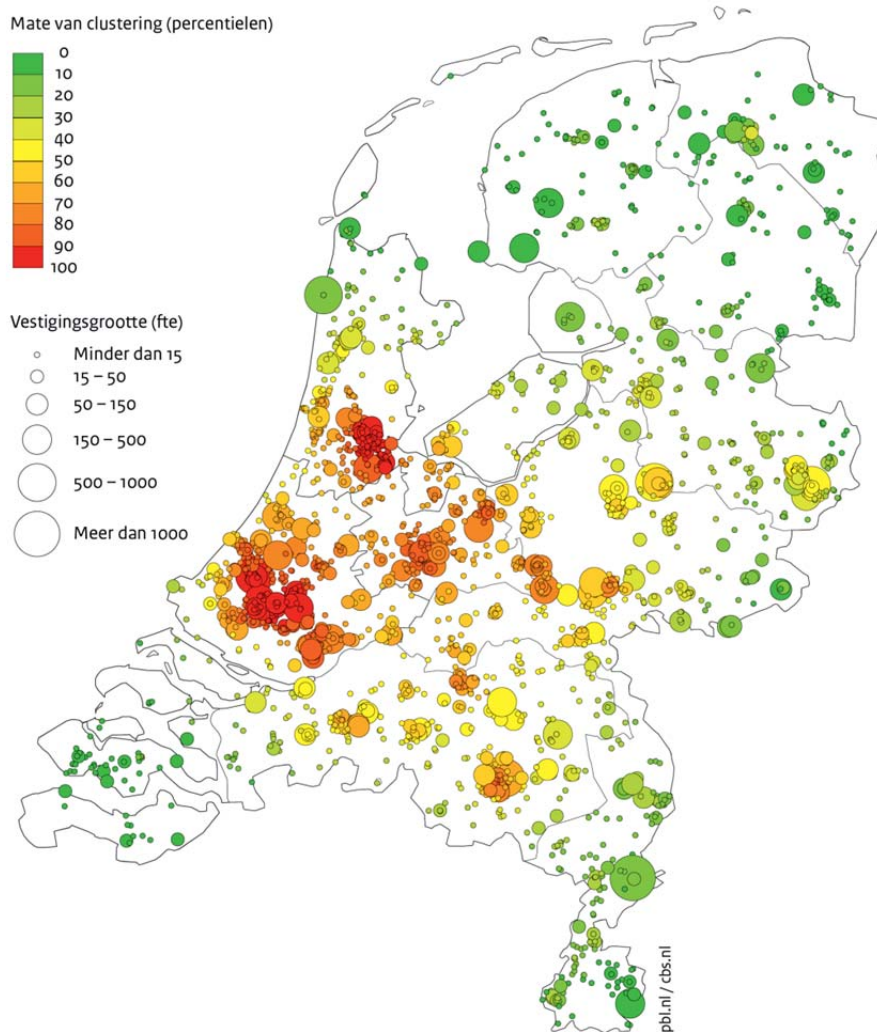 Mate van clustering (percentielen)
0
10
20
30
40
50
60
70
80
90
100
Vestigingsgrootte (fte)
Minder dan 15
15 – 50
50 – 150
150 – 500
500 – 1000
Meer dan 1000
pbl.nl / cbs.nl